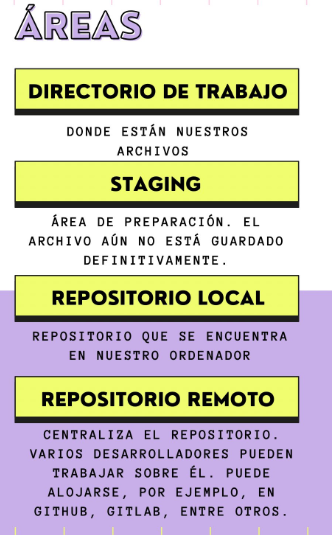 ÁREAS
DIRECTORIO DE TRABAJO
DONDE ESTÁN NUESTROS
ARCHIVOS
STAGING
ÁREA DE PREPARACIÓN. EL
ARCHIVO AÚN NO ESTÁ GUARDADO
DEFINITIVAMENTE.
REPOSITORIO LOCAL
REPOSITORIO QUE SE ENCUENTRA
EN NUESTRO ORDENADOR
REPOSITORIO REMOTO
CENTRALIZA EL REPOSITORIO.
VARIOS DESARROLLADORES PUEDEN
TRABAJAR SOBRE ÉL. PUEDE
ALOJARSE, POR EJEMPLO, EN
GITHUB, GITLAB, ENTRE OTROS.